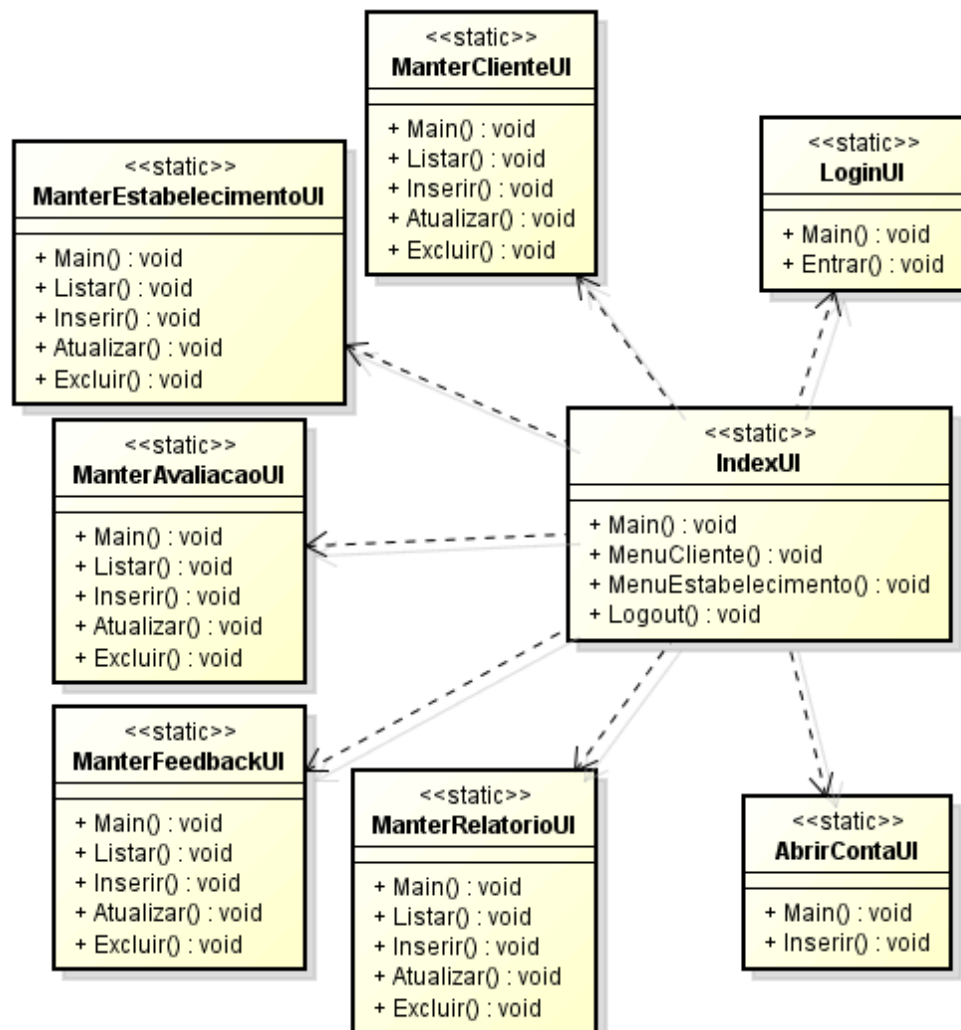 <<static>>
ManterClienteUI
+ Main() : void
+ Listar() : void
+ Inserir() : void
+ Atualizar() : void
+ Excluir() : void
<<static>>
LoginUI
+ Main() : void
+ Entrar() : void
<<static>>
ManterEstabelecimentoUI
+ Main() : void
+ Listar() : void
+ Inserir() : void
+ Atualizar() : void
+ Excluir() : void
<<static>>
IndexUI
+ Main() : void
+ MenuCliente() : void
+ MenuEstabelecimento() : void
+ Logout() : void
<<static>>
ManterAvaliacaoUI
+ Main() : void
+ Listar() : void
+ Inserir() : void
+ Atualizar() : void
+ Excluir() : void
<<static>>
ManterFeedbackUI
+ Main() : void
+ Listar() : void
+ Inserir() : void
+ Atualizar() : void
+ Excluir() : void
<<static>>
ManterRelatorioUI
+ Main() : void
+ Listar() : void
+ Inserir() : void
+ Atualizar() : void
+ Excluir() : void
<<static>>
AbrirContaUI
+ Main() : void
+ Inserir() : void